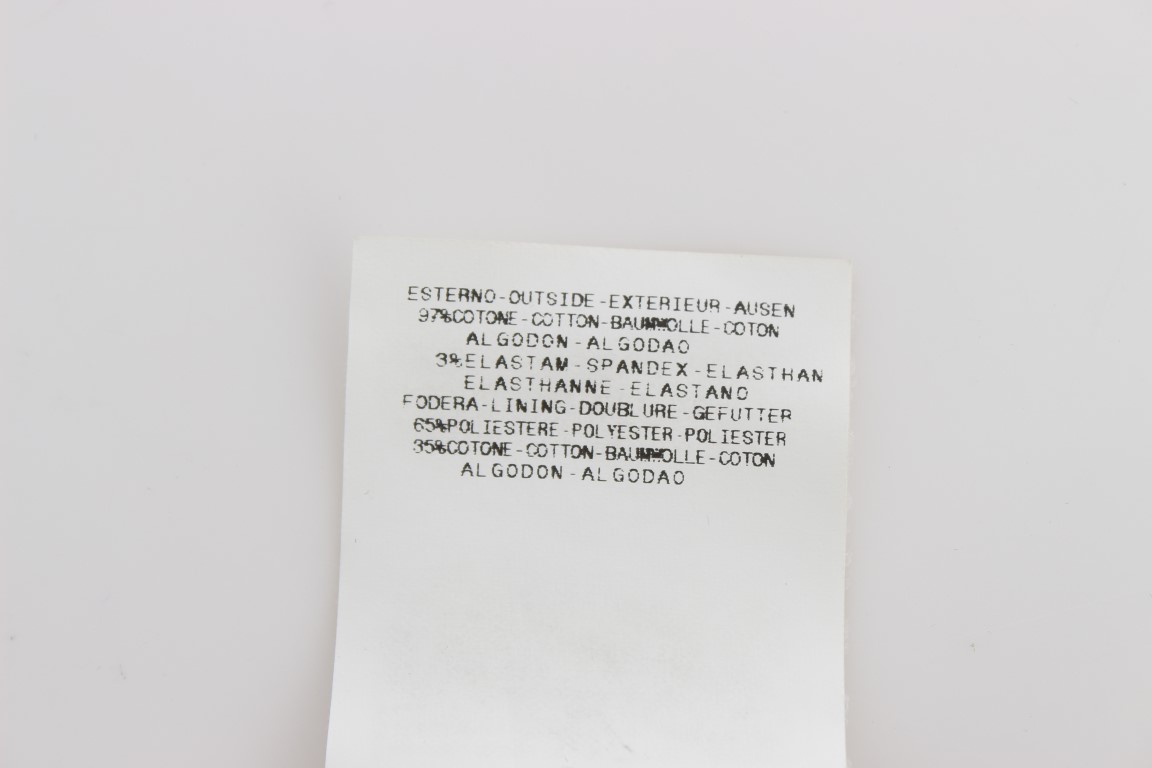 ESTERNO-OUTSIDE-EXTERIEUR-AUSEN
97%COTONE-COTTON-BAUMWOLLE-COTON
ALGODON-ALGODAO
3%ELASTAM-SPANDEX-ELASTHAN
ELASTHANNE-ELASTANO
FODERA-LINING-DOUBLURE-GEFUTTER
65%POLIESTERE-POLYESTER-POLIESTER
35%COTONE-COTTON-BAUMWOLLE-COTON
ALGODON-ALGODAO